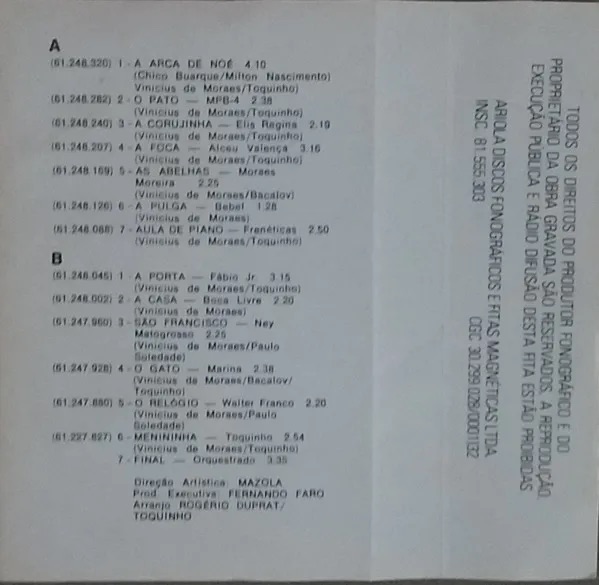 A
(61.248.320) 1 - A ARCA DE NOÉ 4.10
(Chico Buarque/Milton Nascimento)
Vinicius de Moraes/Toquinho)
(61.248.282) 2 - O PATO — MPB-4 2.38
(Vinicius de Moraes/Toquinho)
(61.248.240) 3 - A CORUJINHA — Elis Regina 2.19
(Vinicius de Moraes/Toquinho)
(61.248.207) 4 - A FOCA — Alceu Valença 3.16
(Vinicius de Moraes/Toquinho)
(61.248.169) 5 - AS ABELHAS — Moraes
Moreira 2.25
(Vinicius de Moraes/Bacalov)
(61.248.126) 6 - A PULGA — Bebel 1.28
(Vinicius de Moraes)
(61.248.088) 7 - AULA DE PIANO — Frenéticas 2.50
(Vinicius de Moraes/Toquinho)
B
(61.248.045) 1 - A PORTA — Fábio Jr. 3.15
(Vinicius de Moraes/Toquinho)
(61.248.002) 2 - A CASA — Boca Livre 2.20
(Vinicius de Moraes)
(61.247.960) 3 - SÃO FRANCISCO — Ney
Matogrosso 2.25
(Vinicius de Moraes/Paulo
Soledade)
(61.247.928) 4 - O GATO — Marina 2.38
(Vinicius de Moraes/Bacalov/
Toquinho)
(61.247.880) 5 - O RELÓGIO — Walter Franco 2.20
(Vinicius de Moraes/Paulo
Soledade)
(61.227.627) 6 - MENININHA — Toquinho 2.54
(Vinicius de Moraes/Toquinho)
7 - FINAL — Orquestrado 3.35
Direção Artística MAZOLA
Prod. Executiva FERNANDO FARO
Arranjo ROGÉRIO DUPRAT/
TOQUINHO
TODOS OS DIREITOS DO PRODUTOR FONOGRÁFICO E DO
PROPRIETÁRIO DA OBRA GRAVADA SÃO RESERVADOS. A REPRODUÇÃO,
EXECUÇÃO PÚBLICA E RÁDIO DIFUSÃO DESTA FITA ESTÃO PROIBIDAS
ARIOLA DISCOS FONOGRÁFICOS E FITAS MAGNÉTICAS LTDA.
INSC. 81.555.303 CGC 30.299.028/0001132